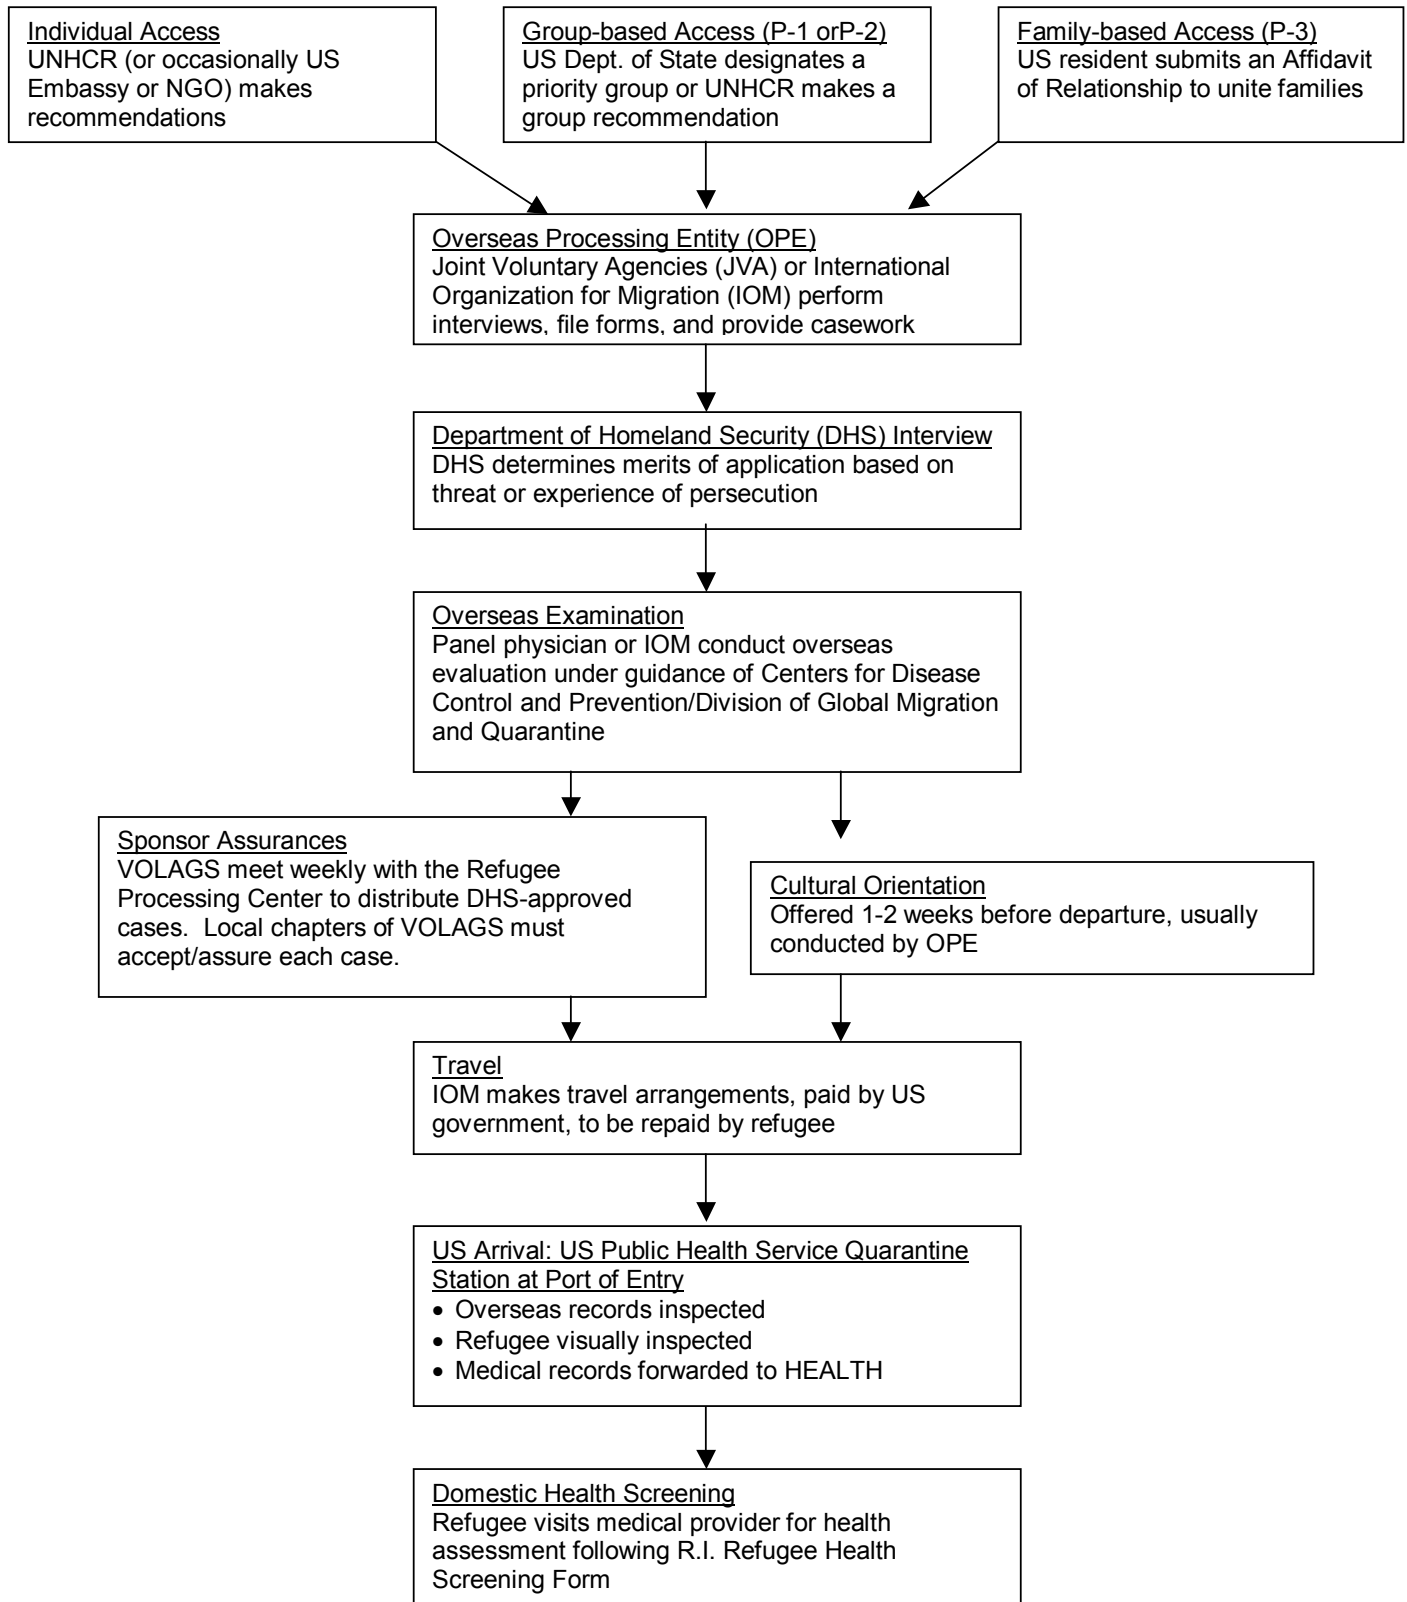 Individual Access
UNHCR (or occasionally US
Embassy or NGO) makes
recommendations
Group-based Access (P-1 orP-2)
US Dept. of State designates a
priority group or UNHCR makes a
group recommendation
Family-based Access (P-3)
US resident submits an Affidavit
of Relationship to unite families
Overseas Processing Entity (OPE)
Joint Voluntary Agencies (JVA) or International
Organization for Migration (IOM) perform
interviews, file forms, and provide casework
Department of Homeland Security (DHS) Interview
DHS determines merits of application based on
threat or experience of persecution
Overseas Examination
Panel physician or IOM conduct overseas
evaluation under guidance of Centers for Disease
Control and Prevention/Division of Global Migration
and Quarantine
Sponsor Assurances
VOLAGS meet weekly with the Refugee
Processing Center to distribute DHS-approved
cases.  Local chapters of VOLAGS must
accept/assure each case.
Cultural Orientation
Offered 1-2 weeks before departure, usually
conducted by OPE
Travel
IOM makes travel arrangements, paid by US
government, to be repaid by refugee
US Arrival: US Public Health Service Quarantine
Station at Port of Entry
• Overseas records inspected
• Refugee visually inspected
• Medical records forwarded to HEALTH
Domestic Health Screening
Refugee visits medical provider for health
assessment following R.I. Refugee Health
Screening Form